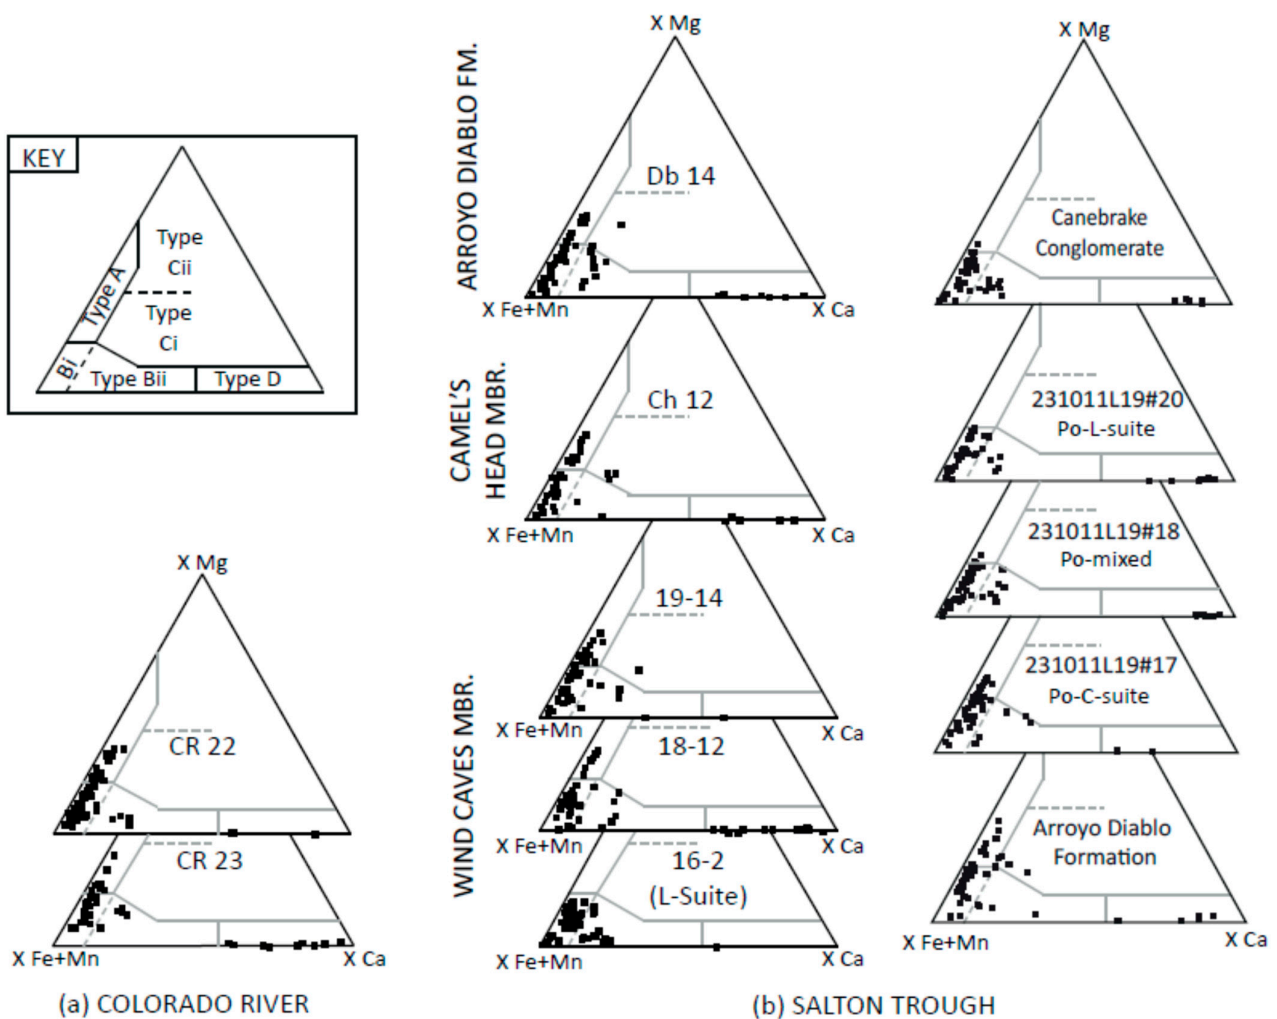 KEY
Type
Cii
Type A
Type
Ci
Bi
Type Bii
Type D
X Mg
CR 22
CR 23
X Fe+Mn
X Ca
(a) COLORADO RIVER
ARROYO DIABLO FM.
X Mg
Db 14
X Fe+Mn
X Ca
CAMEL'S
HEAD MBR.
Ch 12
X Fe+Mn
X Ca
WIND CAVES MBR.
19-14
X Fe+Mn
X Ca
18-12
X Fe+Mn
X Ca
16-2
(L-Suite)
X Fe+Mn
X Ca
X Mg
Canebrake
Conglomerate
231011L19#20
Po-L-suite
231011L19#18
Po-mixed
231011L19#17
Po-C-suite
Arroyo Diablo
Formation
X Fe+Mn
X Ca
(b) SALTON TROUGH